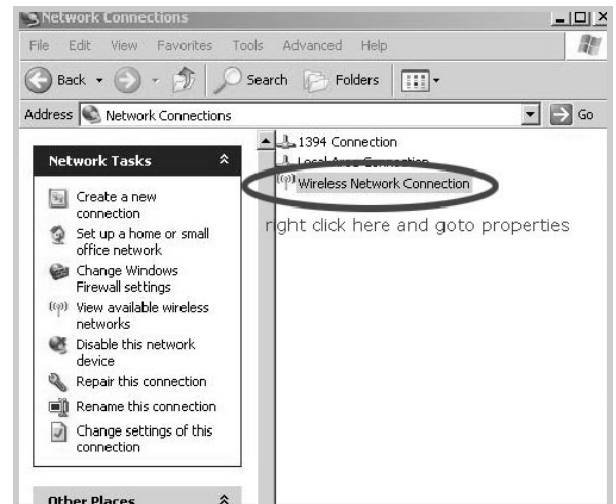 Network Connections
File Edit View Favorites Tools Advanced Help
Back Search Folders
Address Network Connections Go
Network Tasks
Create a new
connection
Set up a home or small
office network
Change Windows
Firewall settings
View available wireless
networks
Disable this network
device
Repair this connection
Rename this connection
Change settings of this
connection
Other Places
1394 Connection
Local Area Connection
Wireless Network Connection
right click here and goto properties